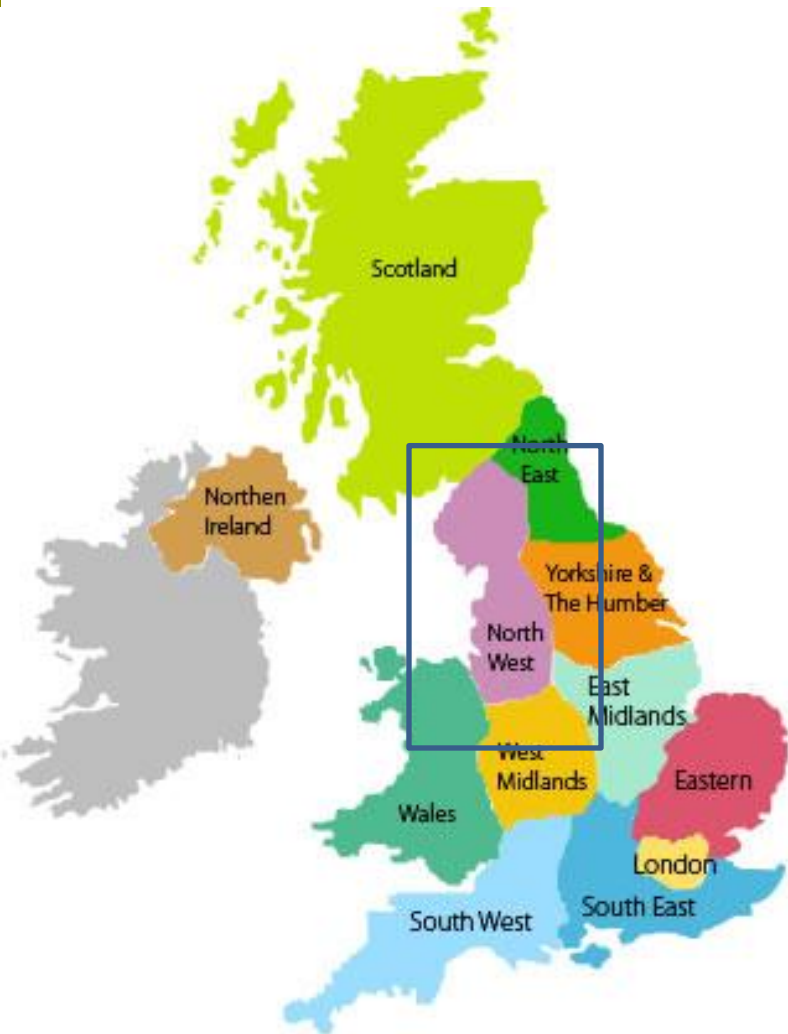 Scotland
North
East
Northen
Ireland
Yorkshire &
The Humber
North
West
East
Midlands
West
Midlands
Eastern
Wales
London
South East
South West